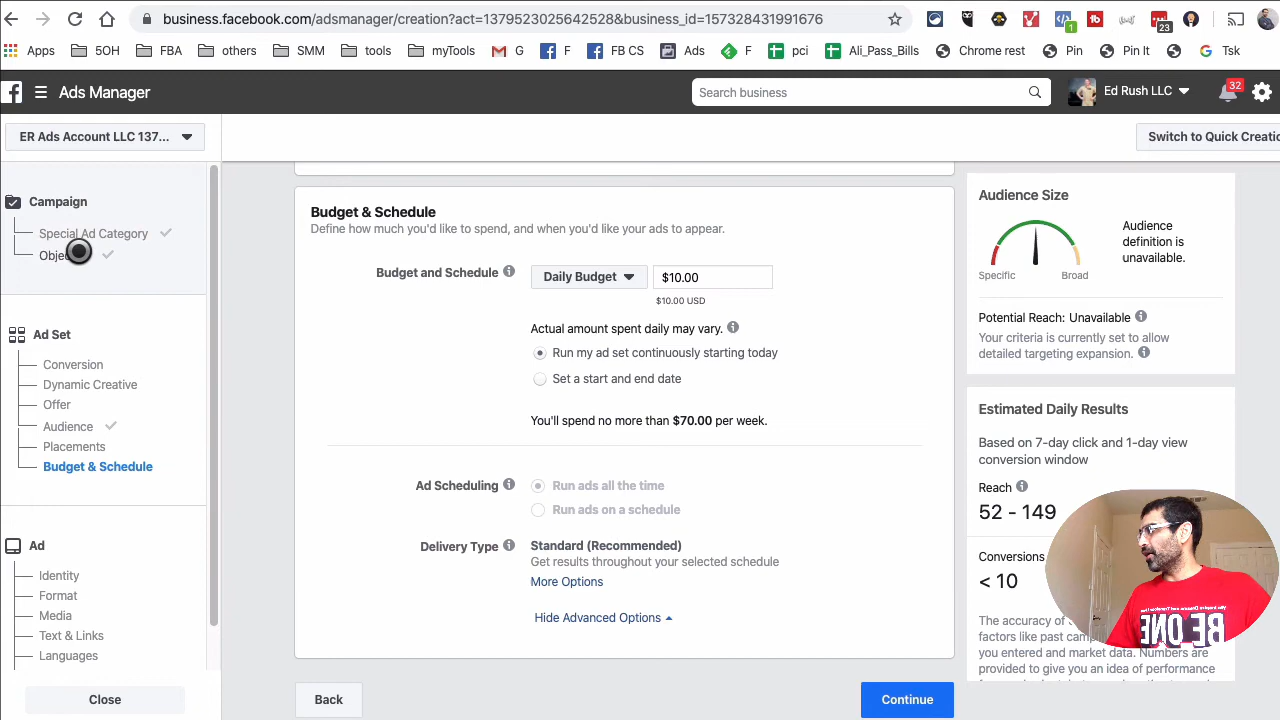 business.facebook.com/adsmanager/creation?act=1379523025642528&business_id=157328431991676
1
23
Apps
5OH
FBA
others
SMM
tools
myTools
G
F
FB CS
Ads
F
pci
Ali_Pass_Bills
Chrome rest
Pin
Pin It
Tsk
Ads Manager
Search business
Ed Rush LLC
32
ER Ads Account LLC 137...
Switch to Quick Creatio
Campaign
Special Ad Category
Objec
Ad Set
Conversion
Dynamic Creative
Offer
Audience
Placements
Budget & Schedule
Ad
Identity
Format
Media
Text & Links
Languages
Close
Budget & Schedule
Define how much you'd like to spend, and when you'd like your ads to appear.
Budget and Schedule
Daily Budget
$10.00
$10.00 USD
Actual amount spent daily may vary.
Run my ad set continuously starting today
Set a start and end date
You'll spend no more than $70.00 per week.
Ad Scheduling
Run ads all the time
Run ads on a schedule
Delivery Type
Standard (Recommended)
Get results throughout your selected schedule
More Options
Hide Advanced Options
Back
Continue
Audience Size
Specific
Broad
Audience
definition is
unavailable.
Potential Reach: Unavailable
Your criteria is currently set to allow
detailed targeting expansion.
Estimated Daily Results
Based on 7-day click and 1-day view
conversion window
Reach
52 - 149
Conversions
< 10
The accuracy of
factors like past camp
you entered and market data. Numbers are
provided to give you an idea of performance
BE ONE